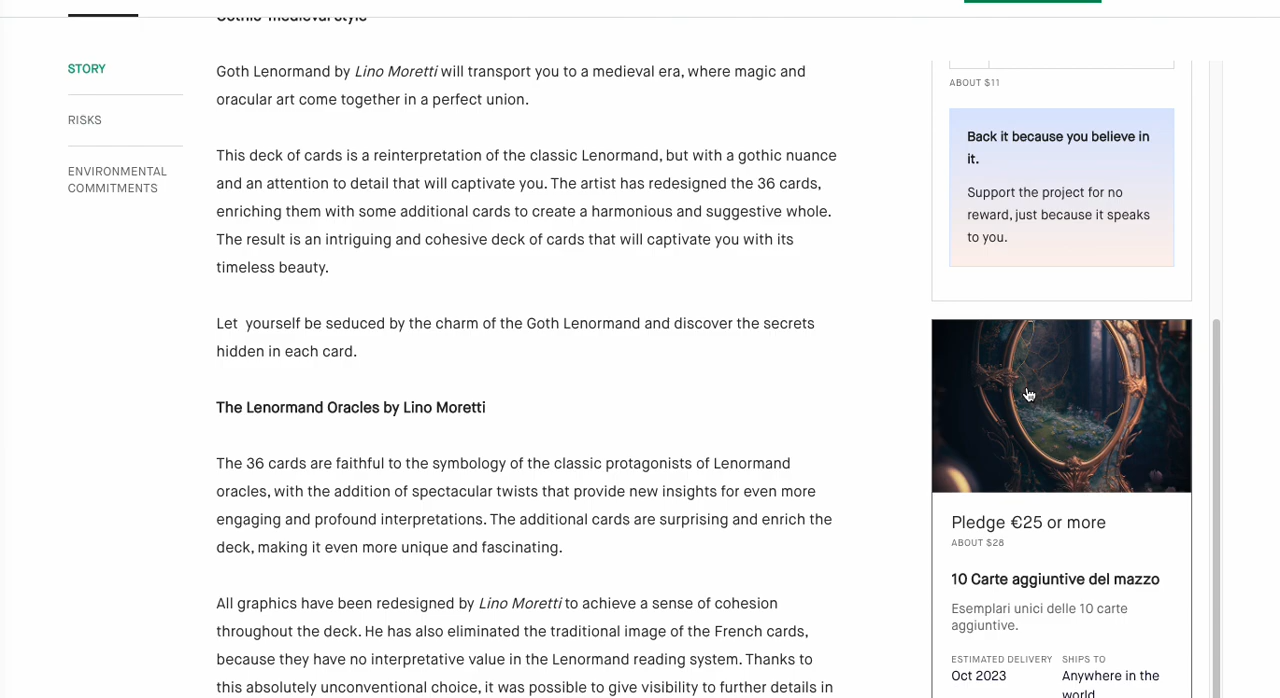 Gothic-medieval style
STORY
RISKS
ENVIRONMENTAL
COMMITMENTS
Goth Lenormand by Lino Moretti will transport you to a medieval era, where magic and
oracular art come together in a perfect union.
This deck of cards is a reinterpretation of the classic Lenormand, but with a gothic nuance
and an attention to detail that will captivate you. The artist has redesigned the 36 cards,
enriching them with some additional cards to create a harmonious and suggestive whole.
The result is an intriguing and cohesive deck of cards that will captivate you with its
timeless beauty.
Let  yourself be seduced by the charm of the Goth Lenormand and discover the secrets
hidden in each card.
The Lenormand Oracles by Lino Moretti
The 36 cards are faithful to the symbology of the classic protagonists of Lenormand
oracles, with the addition of spectacular twists that provide new insights for even more
engaging and profound interpretations. The additional cards are surprising and enrich the
deck, making it even more unique and fascinating.
All graphics have been redesigned by Lino Moretti to achieve a sense of cohesion
throughout the deck. He has also eliminated the traditional image of the French cards,
because they have no interpretative value in the Lenormand reading system. Thanks to
this absolutely unconventional choice, it was possible to give visibility to further details in
ABOUT $11
Back it because you believe in
it.
Support the project for no
reward, just because it speaks
to you.
Pledge €25 or more
ABOUT $28
10 Carte aggiuntive del mazzo
Esemplari unici delle 10 carte
aggiuntive.
ESTIMATED DELIVERY
Oct 2023
SHIPS TO
Anywhere in the
world